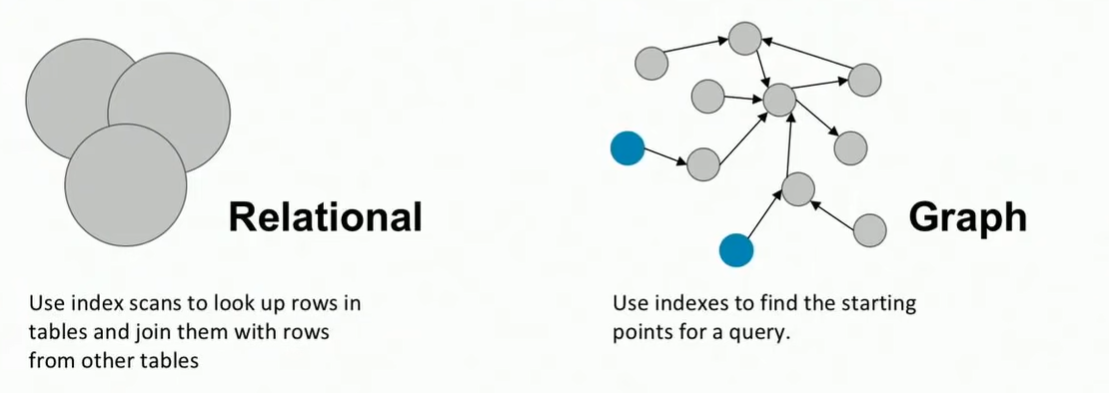 Relational
Use index scans to look up rows in
tables and join them with rows
from other tables
Graph
Use indexes to find the starting
points for a query.